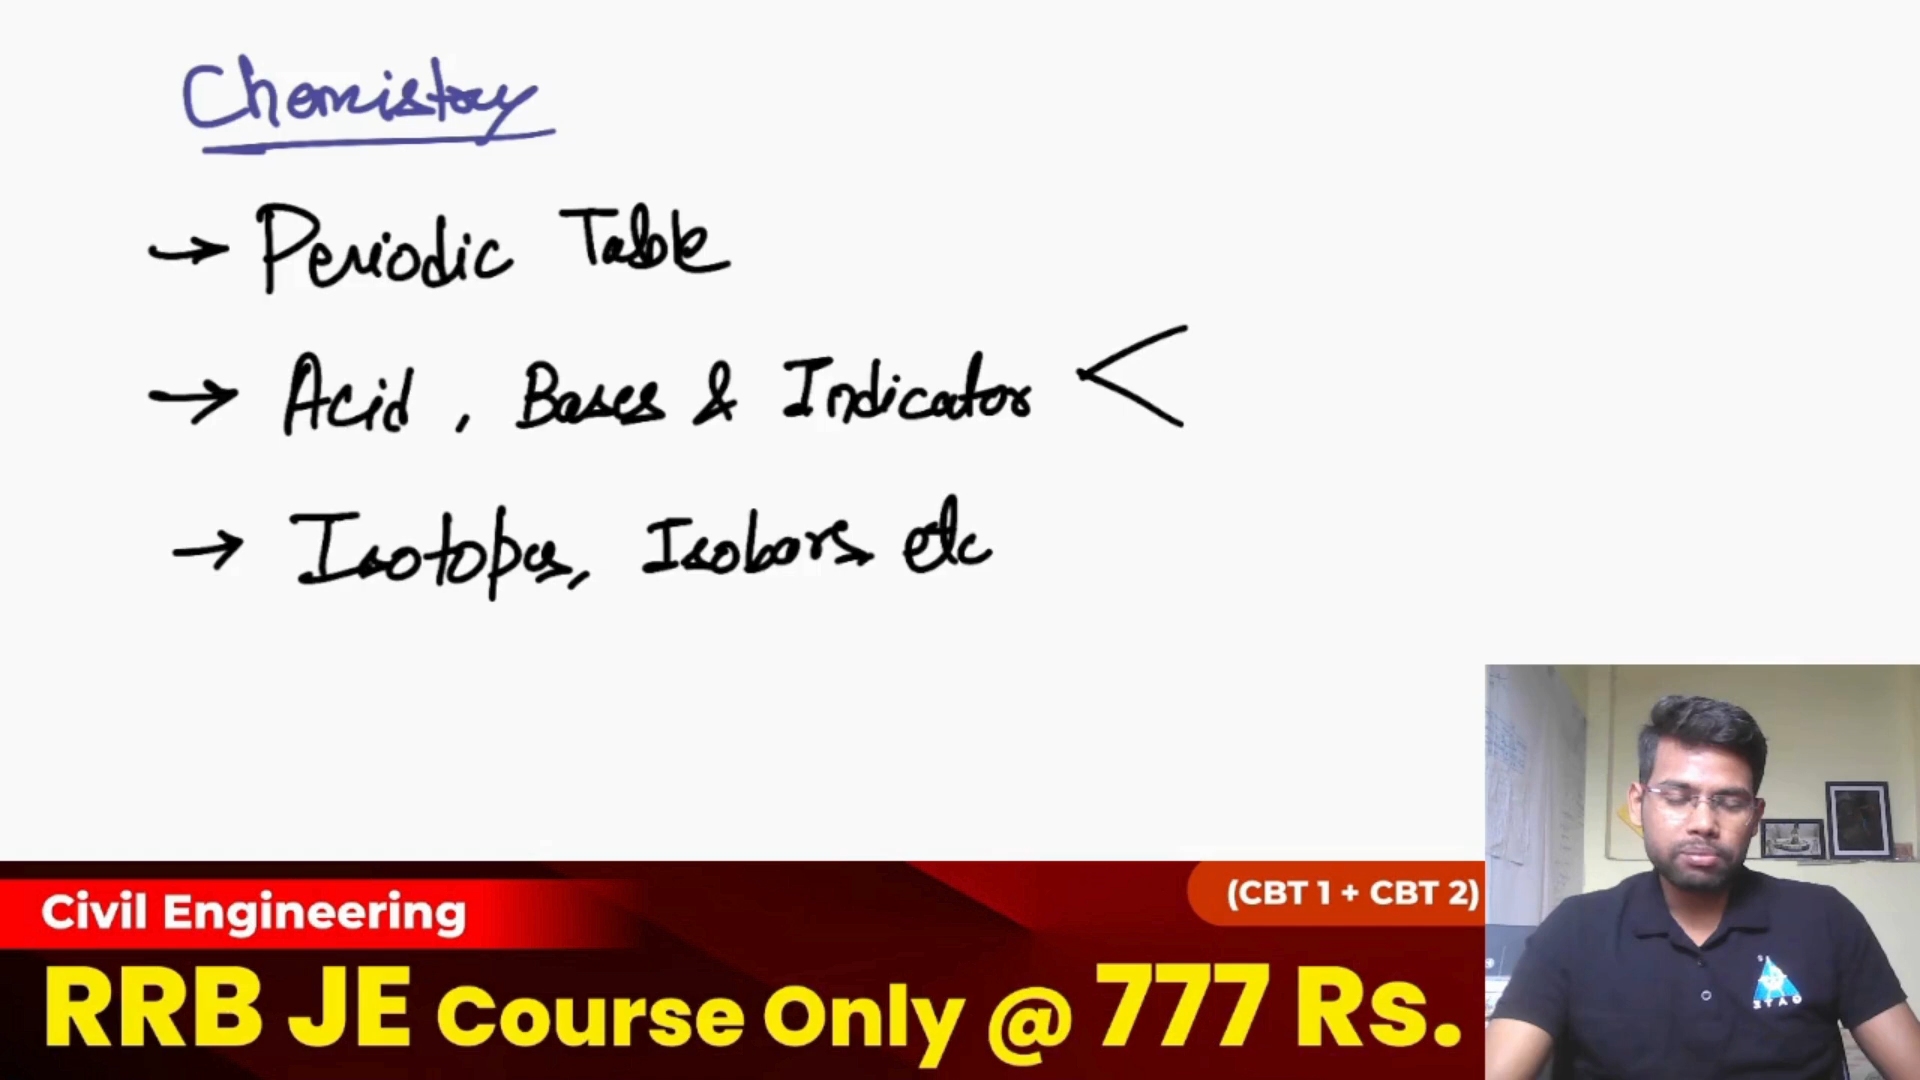 Chemistry
→ Periodic Table
→ Acid, Bases & Indicator
→ Isotopes, Isobars etc
Civil Engineering
(CBT 1 + CBT 2)
RRB JE Course Only @ 777 Rs.